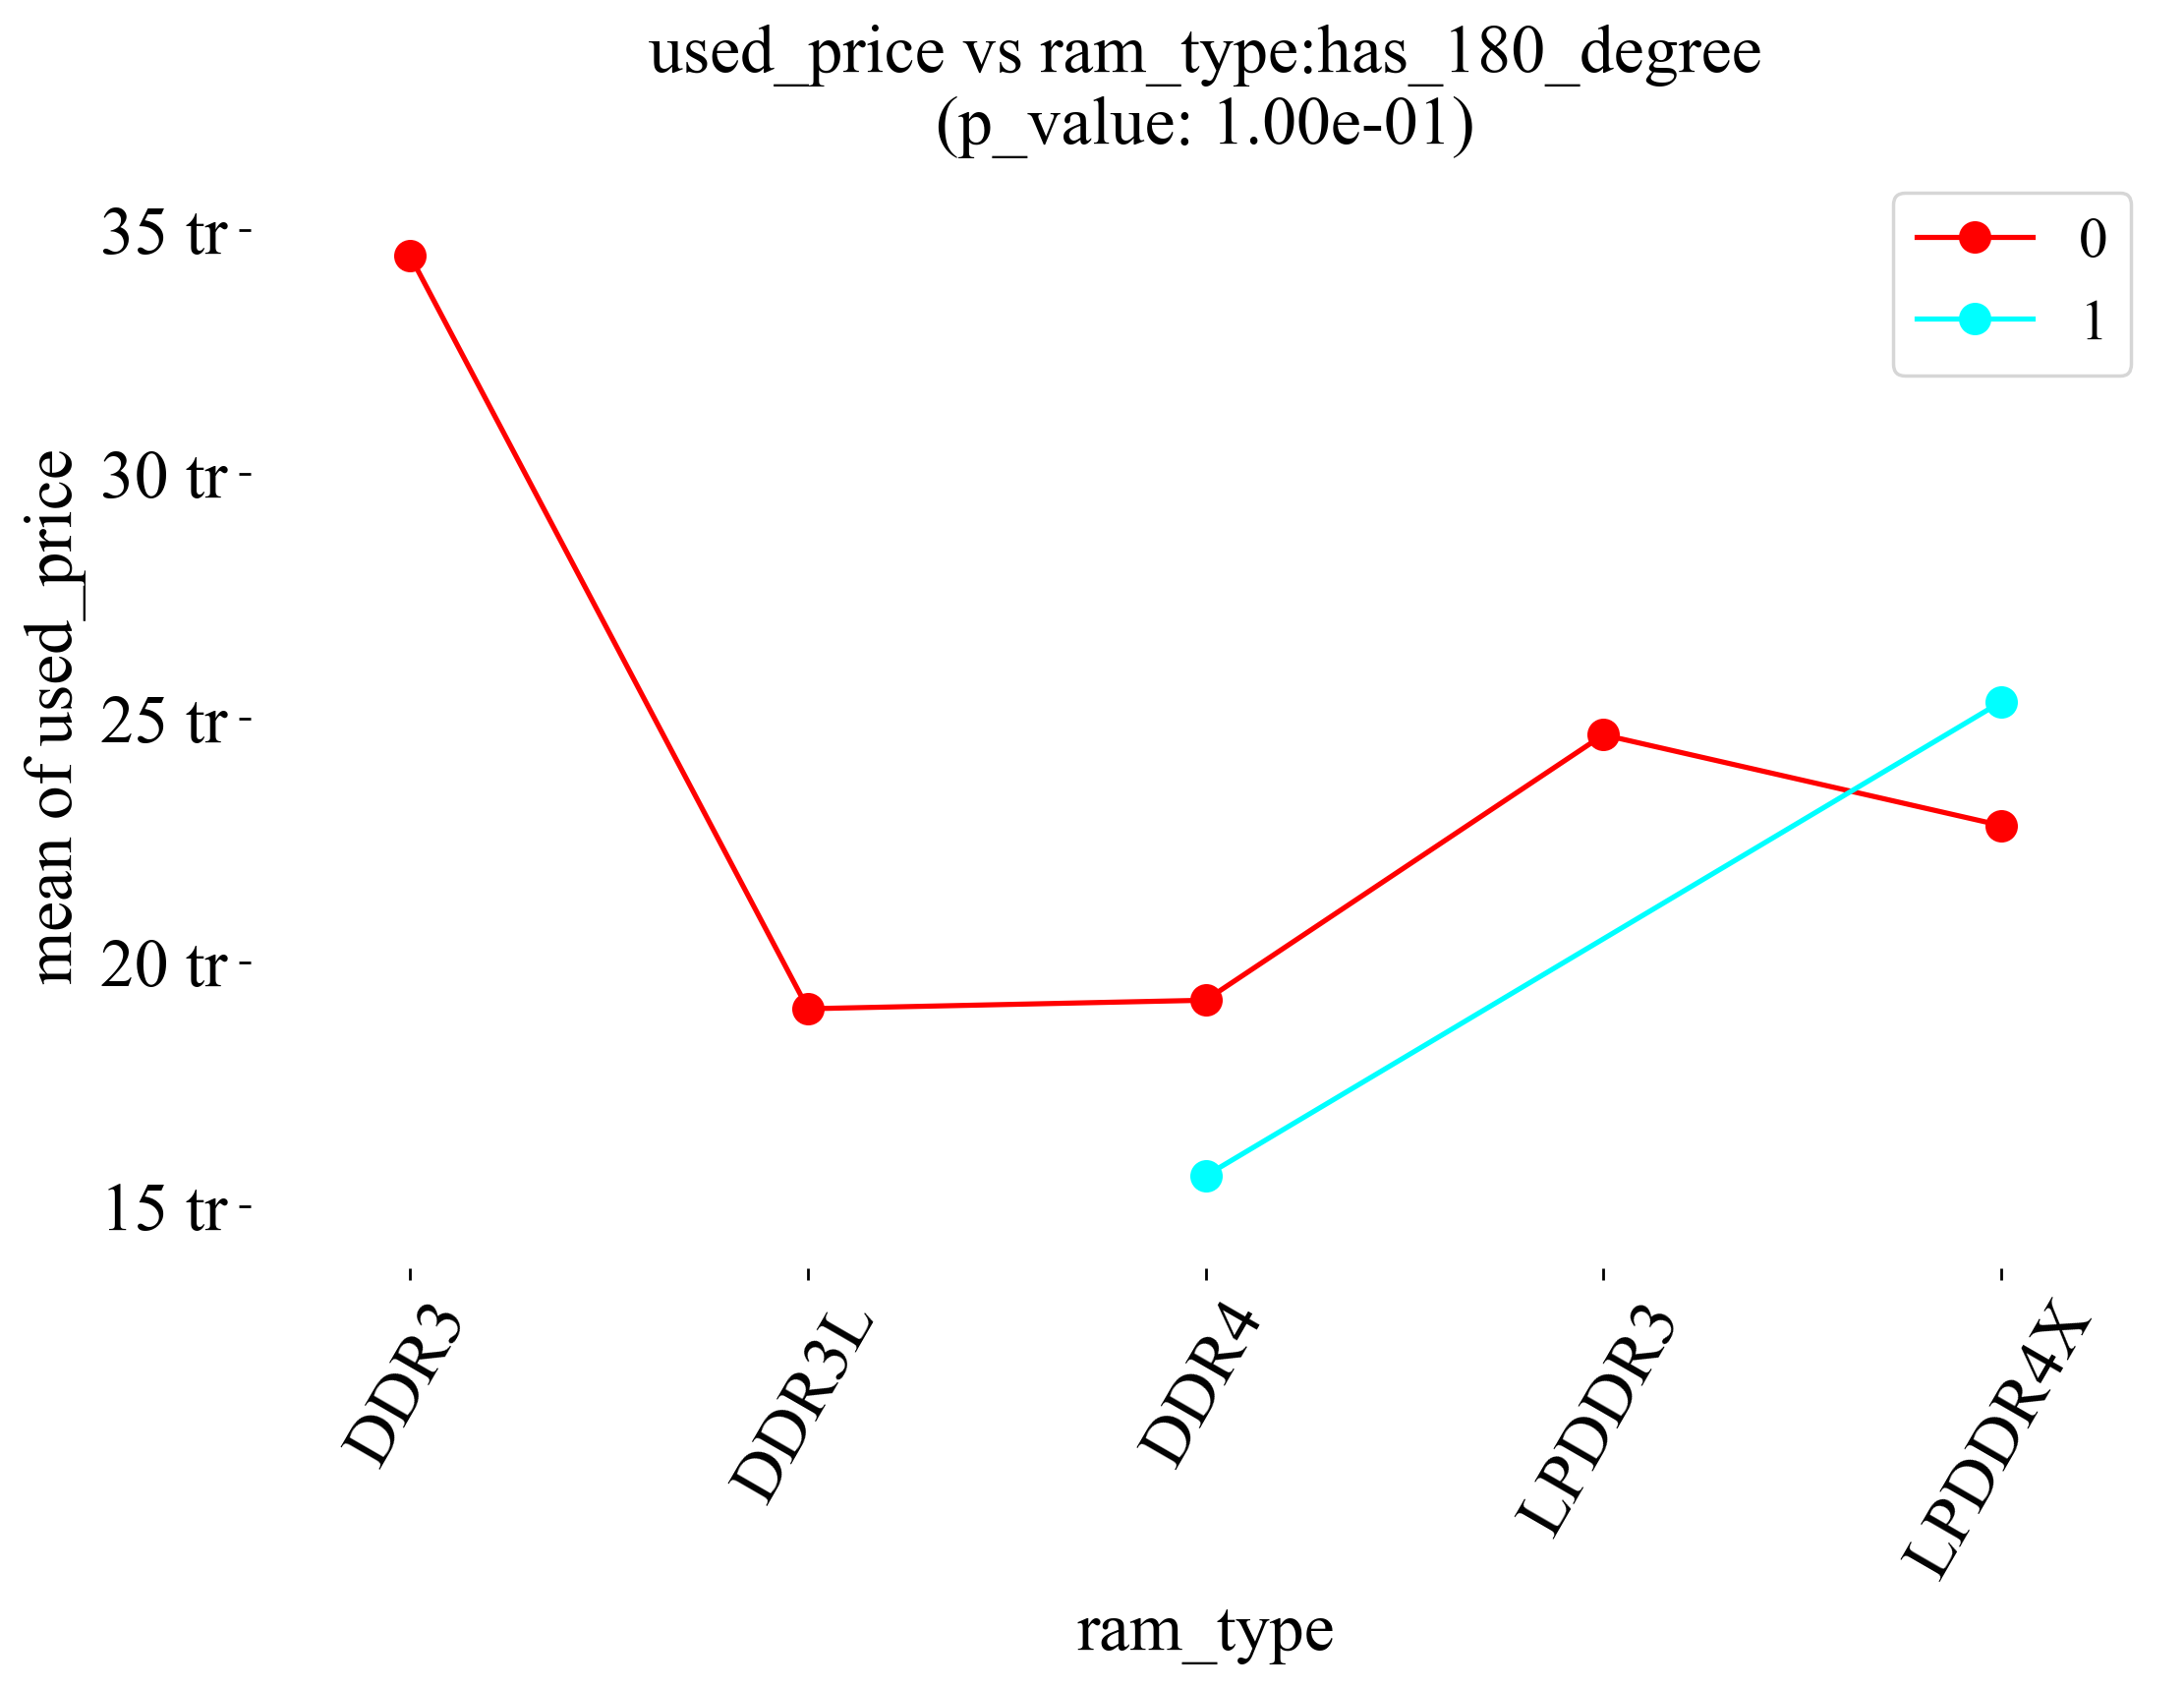 used_price vs ram_type:has_180_degree
(p_value: 1.00e-01)
0
1
35 tr
30 tr
25 tr
20 tr
15 tr
mean of used_price
DDR3
DDR3L
DDR4
LPDDR3
LPDDR4X
ram_type